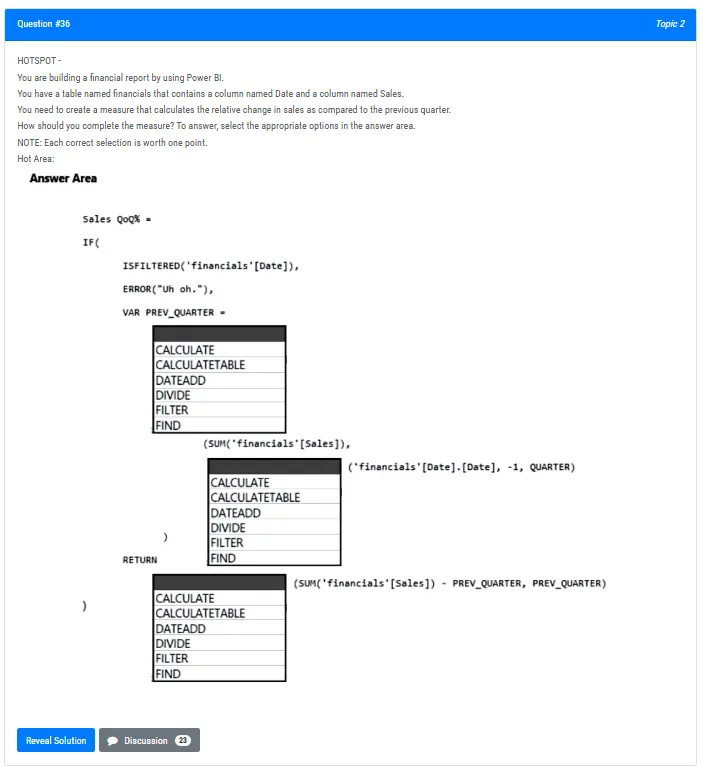 Question #36
Topic 2
HOTSPOT -
You are building a financial report by using Power BI.
You have a table named financials that contains a column named Date and a column named Sales.
You need to create a measure that calculates the relative change in sales as compared to the previous quarter.
How should you complete the measure? To answer, select the appropriate options in the answer area.
NOTE: Each correct selection is worth one point.
Hot Area:
Answer Area
Sales QoQ% =
IF(
ISFILTERED('financials'[Date]),
ERROR("Uh oh."),
VAR PREV_QUARTER =
CALCULATE
CALCULATETABLE
DATEADD
DIVIDE
FILTER
FIND
(SUM('financials'[Sales]),
('financials'[Date].[Date], -1, QUARTER)
CALCULATE
CALCULATETABLE
DATEADD
DIVIDE
FILTER
FIND
)
RETURN
(SUM('financials'[Sales]) - PREV_QUARTER, PREV_QUARTER)
CALCULATE
CALCULATETABLE
DATEADD
DIVIDE
FILTER
FIND
)
Reveal Solution
Discussion 23